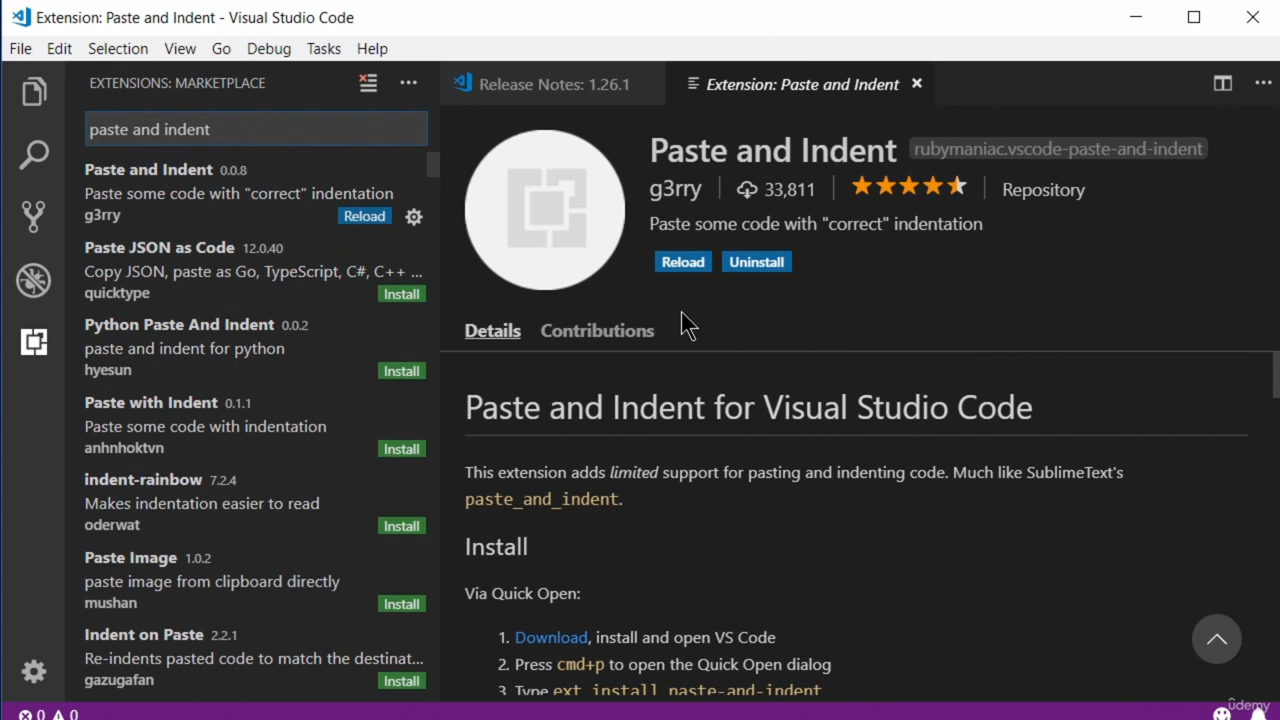 Extension: Paste and Indent - Visual Studio Code
File Edit Selection View Go Debug Tasks Help
EXTENSIONS: MARKETPLACE
paste and indent
Paste and Indent 0.0.8
Paste some code with "correct" indentation
g3rry Reload
Paste JSON as Code 12.0.40
Copy JSON, paste as Go, TypeScript, C#, C++ ...
quicktype Install
Python Paste And Indent 0.0.2
paste and indent for python
hyesun Install
Paste with Indent 0.1.1
Paste some code with indentation
anhnhoktvn Install
indent-rainbow 7.2.4
Makes indentation easier to read
oderwat Install
Paste Image 1.0.2
paste image from clipboard directly
mushan Install
Indent on Paste 2.2.1
Re-indents pasted code to match the destinat...
gazugafan Install
Release Notes: 1.26.1 Extension: Paste and Indent
Paste and Indent rubymaniac.vscode-paste-and-indent
g3rry 33,811 Repository
Paste some code with "correct" indentation
Reload Uninstall
Details Contributions
Paste and Indent for Visual Studio Code
This extension adds limited support for pasting and indenting code. Much like SublimeText's
paste_and_indent.
Install
Via Quick Open:
1. Download, install and open VS Code
2. Press cmd+p to open the Quick Open dialog
3. Type ext install paste-and-indent
0 0
ûdemy